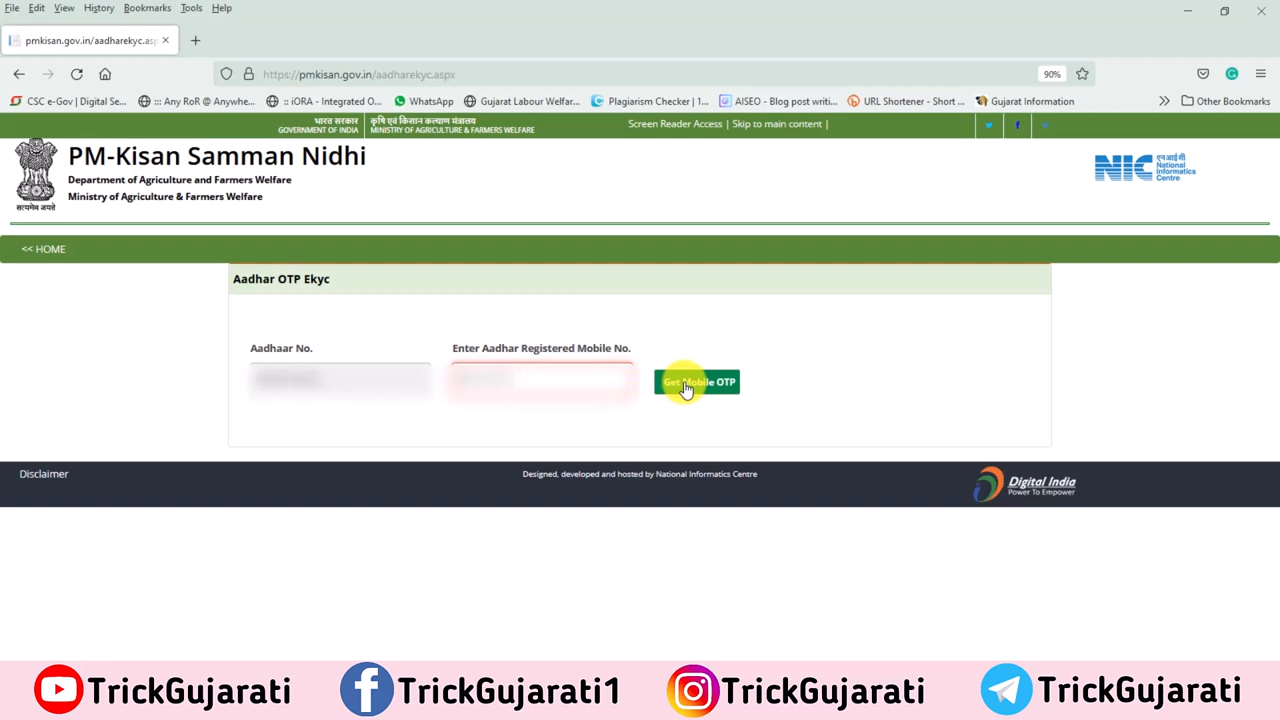 File Edit View History Bookmarks Tools Help
pmkisan.gov.in/aadharekyc.asp
https://pmkisan.gov.in/aadharekyc.aspx
90%
CSC e-Gov | Digital Se...
::: Any RoR @ Anywhe...
:: iORA - Integrated O...
WhatsApp
Gujarat Labour Welfar...
Plagiarism Checker | 1...
AISEO - Blog post writi...
URL Shortener - Short ...
Gujarat Information
Other Bookmarks
भारत सरकार
GOVERNMENT OF INDIA
कृषि एवं किसान कल्याण मंत्रालय
MINISTRY OF AGRICULTURE & FARMERS WELFARE
Screen Reader Access | Skip to main content |
PM-Kisan Samman Nidhi
Department of Agriculture and Farmers Welfare
Ministry of Agriculture & Farmers Welfare
सत्यमेव जयते
NIC
एनआईसी
National
Informatics
Centre
<< HOME
Aadhar OTP Ekyc
Aadhaar No.
Enter Aadhar Registered Mobile No.
Get Mobile OTP
Disclaimer
Designed, developed and hosted by National Informatics Centre
Digital India
Power To Empower
TrickGujarati
TrickGujarati1
TrickGujarati
TrickGujarati